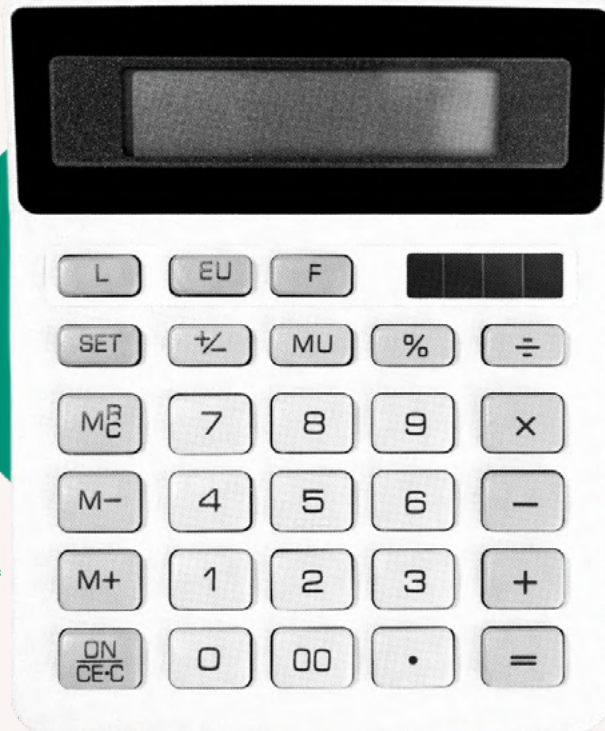 L EU F
SET +/− MU % ÷
MRC 7 8 9 ×
M− 4 5 6 −
M+ 1 2 3 +
ON/CE·C 0 00 · =